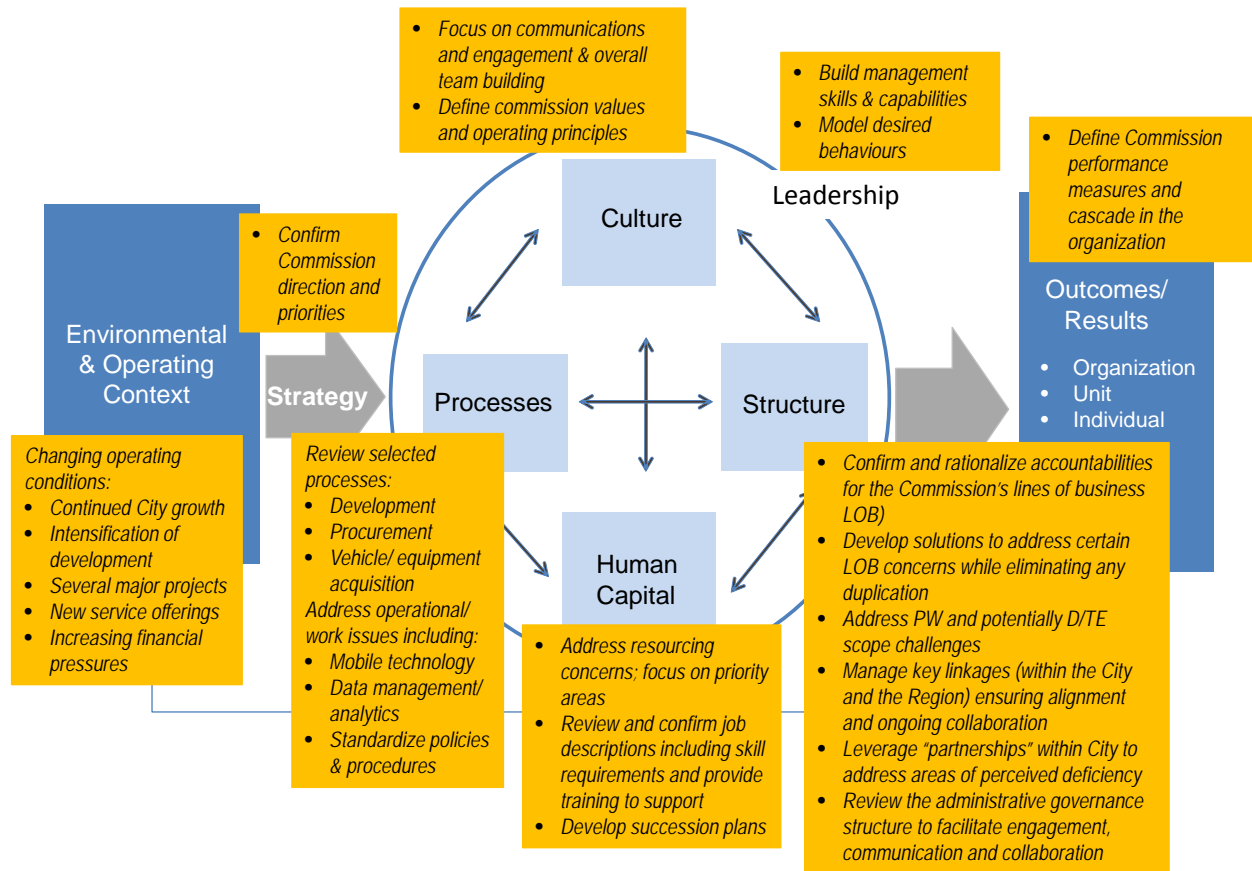 • Focus on communications
and engagement & overall
team building
• Define commission values
and operating principles
• Build management
skills & capabilities
• Model desired
behaviours
• Define Commission
performance
measures and
cascade in the
organization
Leadership
Culture
• Confirm
Commission
direction and
priorities
Environmental
& Operating
Context
Strategy
Processes
Structure
Outcomes/
Results
• Organization
• Unit
• Individual
Changing operating
conditions:
• Continued City growth
• Intensification of
development
• Several major projects
• New service offerings
• Increasing financial
pressures
Review selected
processes:
• Development
• Procurement
• Vehicle/ equipment
acquisition
Address operational/
work issues including:
• Mobile technology
• Data management/
analytics
• Standardize policies
& procedures
Human
Capital
• Address resourcing
concerns; focus on priority
areas
• Review and confirm job
descriptions including skill
requirements and provide
training to support
• Develop succession plans
• Confirm and rationalize accountabilities
for the Commission’s lines of business
LOB)
• Develop solutions to address certain
LOB concerns while eliminating any
duplication
• Address PW and potentially D/TE
scope challenges
• Manage key linkages (within the
City and the Region) ensuring alignment
and ongoing collaboration
• Leverage “partnerships” within City to
address areas of perceived deficiency
• Review the administrative governance
structure to facilitate engagement,
communication and collaboration